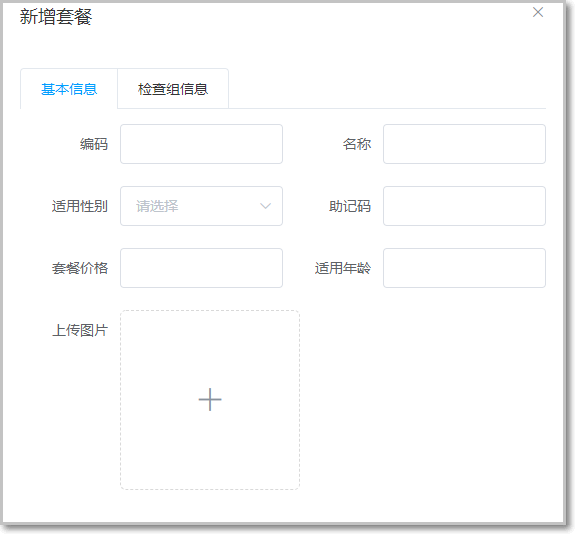 新增套餐
基本信息 检查组信息
编码 名称
适用性别 请选择 助记码
套餐价格 适用年龄
上传图片